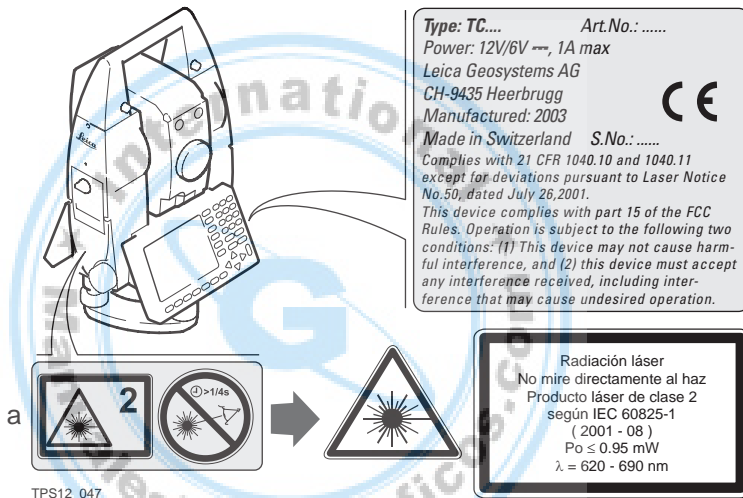 Type: TC.... Art.No.: ......
Power: 12V/6V ⎓, 1A max
Leica Geosystems AG
CH-9435 Heerbrugg
Manufactured: 2003
Made in Switzerland S.No.: ......
CE
Complies with 21 CFR 1040.10 and 1040.11
except for deviations pursuant to Laser Notice
No.50, dated July 26,2001.
This device complies with part 15 of the FCC
Rules. Operation is subject to the following two
conditions: (1) This device may not cause harm-
ful interference, and (2) this device must accept
any interference received, including inter-
ference that may cause undesired operation.
Leica
international
G
a
2
>1/4s
Radiación láser
No mire directamente al haz
Producto láser de clase 2
según IEC 60825-1
( 2001 - 08 )
Po ≤ 0.95 mW
λ = 620 - 690 nm
TPS12_047